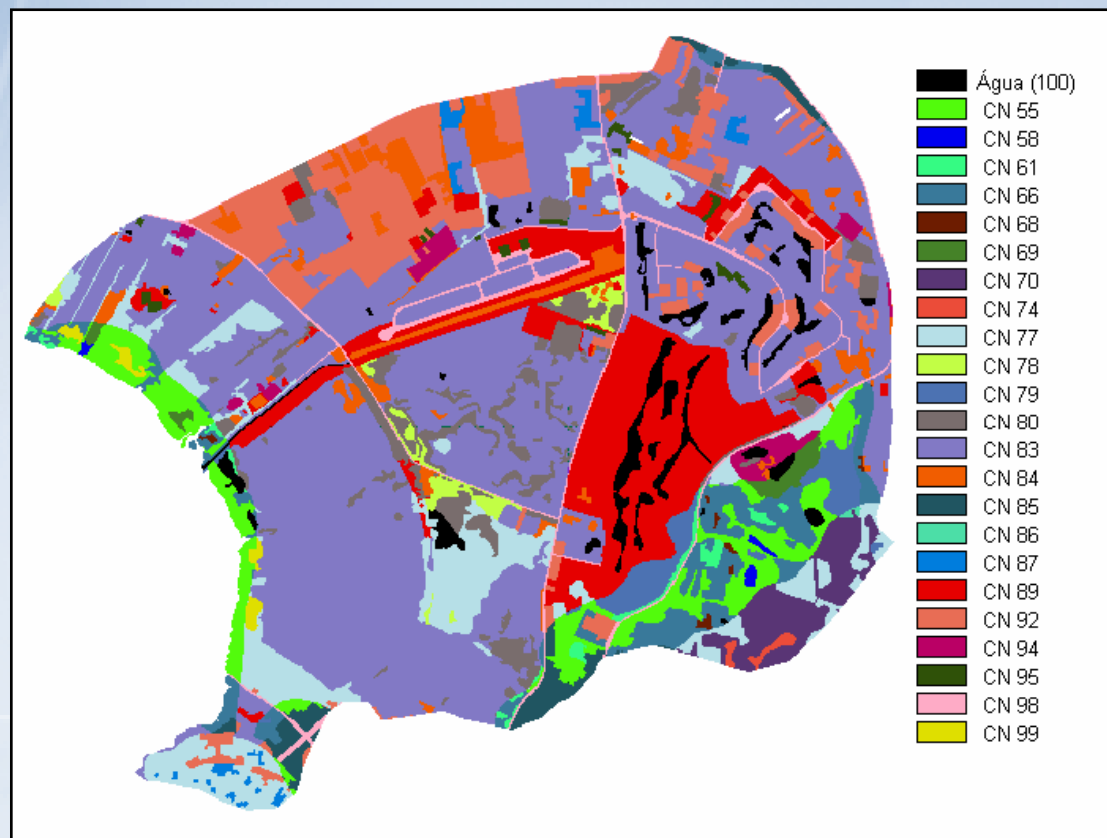 Água (100)
CN 55
CN 58
CN 61
CN 66
CN 68
CN 69
CN 70
CN 74
CN 77
CN 78
CN 79
CN 80
CN 83
CN 84
CN 85
CN 86
CN 87
CN 89
CN 92
CN 94
CN 95
CN 98
CN 99